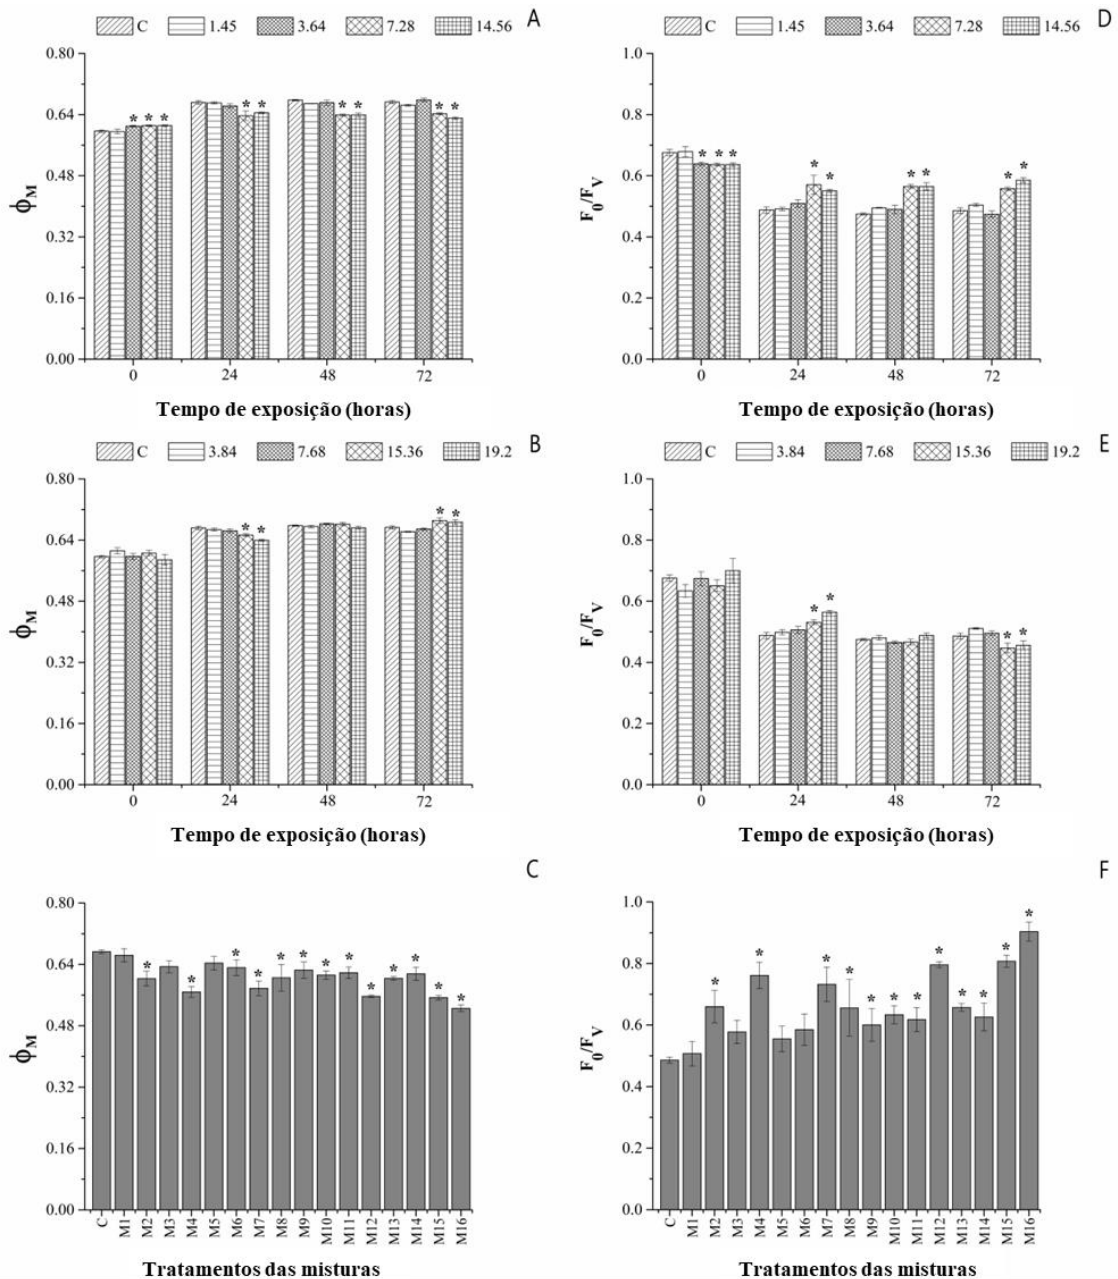 C 1.45 3.64 7.28 14.56 A
0.80
0.64
0.48
0.32
0.16
0.00
ϕM
* * * * * * * * *
0 24 48 72
Tempo de exposição (horas)
C 1.45 3.64 7.28 14.56 D
1.0
0.8
0.6
0.4
0.2
0.0
F0/FV
* * * * * * * * *
0 24 48 72
Tempo de exposição (horas)
C 3.84 7.68 15.36 19.2 B
0.80
0.64
0.48
0.32
0.16
0.00
ϕM
* * * *
0 24 48 72
Tempo de exposição (horas)
C 3.84 7.68 15.36 19.2 E
1.0
0.8
0.6
0.4
0.2
0.0
F0/FV
* * * *
0 24 48 72
Tempo de exposição (horas)
C
0.80
0.64
0.48
0.32
0.16
0.00
ϕM
* * * * * * * * * * * * *
C M1 M2 M3 M4 M5 M6 M7 M8 M9 M10 M11 M12 M13 M14 M15 M16
Tratamentos das misturas
F
1.0
0.8
0.6
0.4
0.2
0.0
F0/FV
* * * * * * * * * * * *
C M1 M2 M3 M4 M5 M6 M7 M8 M9 M10 M11 M12 M13 M14 M15 M16
Tratamentos das misturas